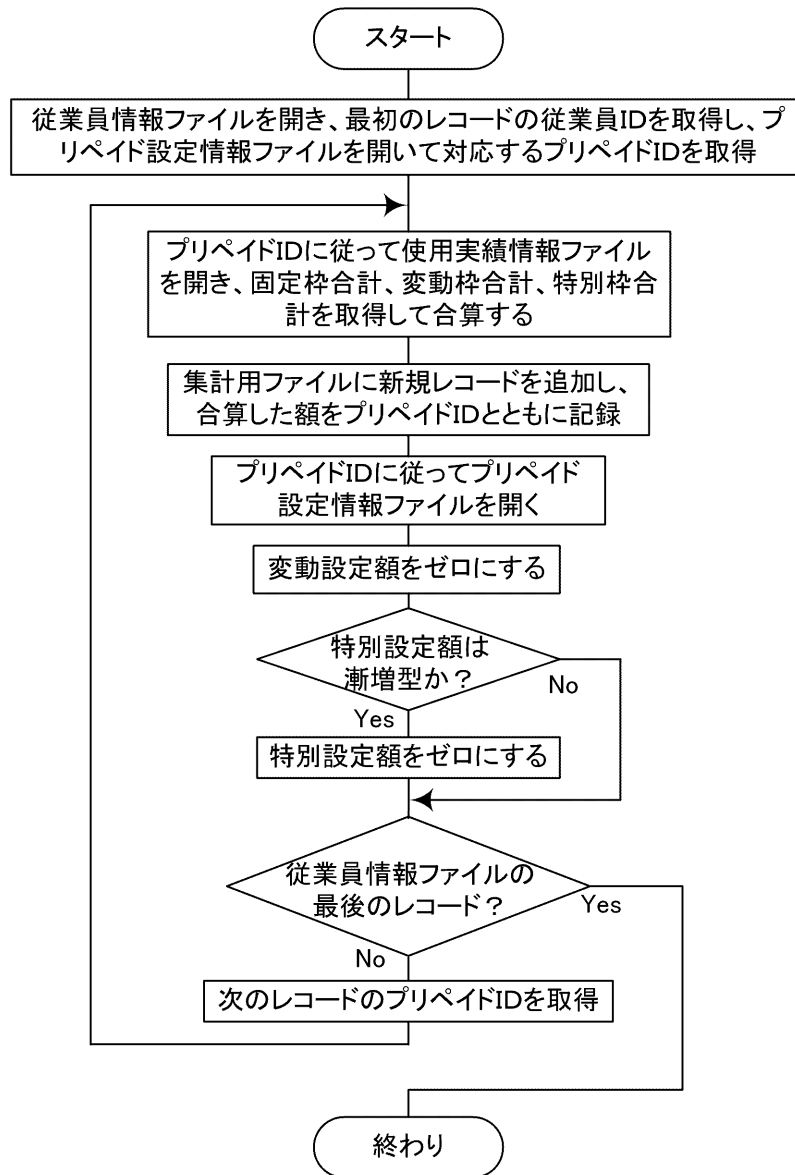 スタート
従業員情報ファイルを開き、最初のレコードの従業員IDを取得し、プ
リペイド設定情報ファイルを開いて対応するプリペイドIDを取得
プリペイドIDに従って使用実績情報ファイル
を開き、固定枠合計、変動枠合計、特別枠合
計を取得して合算する
集計用ファイルに新規レコードを追加し、
合算した額をプリペイドIDとともに記録
プリペイドIDに従ってプリペイド
設定情報ファイルを開く
変動設定額をゼロにする
特別設定額は
漸増型か？
No
Yes
特別設定額をゼロにする
従業員情報ファイルの
最後のレコード？
Yes
No
次のレコードのプリペイドIDを取得
終わり